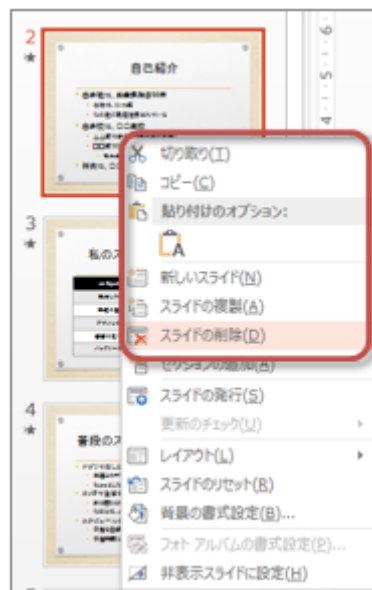 2
自己紹介
切り取り(T)
コピー(C)
貼り付けのオプション:
A
新しいスライド(N)
スライドの複製(A)
スライドの削除(D)
セクションの追加(A)
スライドの発行(S)
更新のチェック(U)
レイアウト(L)
スライドのリセット(R)
背景の書式設定(B)...
フォト アルバムの書式設定(P)...
非表示スライドに設定(H)
3
私のス
4
普段のス
6
5
4